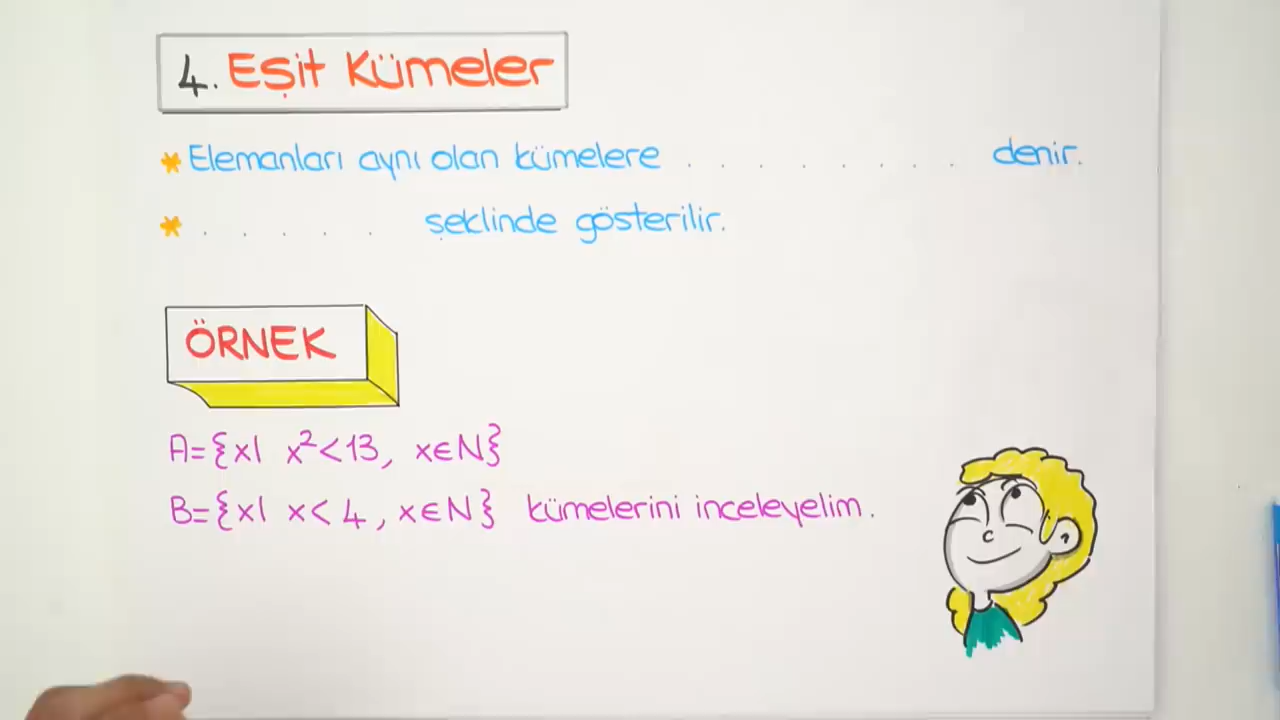 4. Eşit Kümeler
* Elemanları aynı olan kümelere . . . . . . . . . denir.
* . . . . . şeklinde gösterilir.
ÖRNEK
A={x| x²<13, x∈N}
B={x| x<4, x∈N} kümelerini inceleyelim.